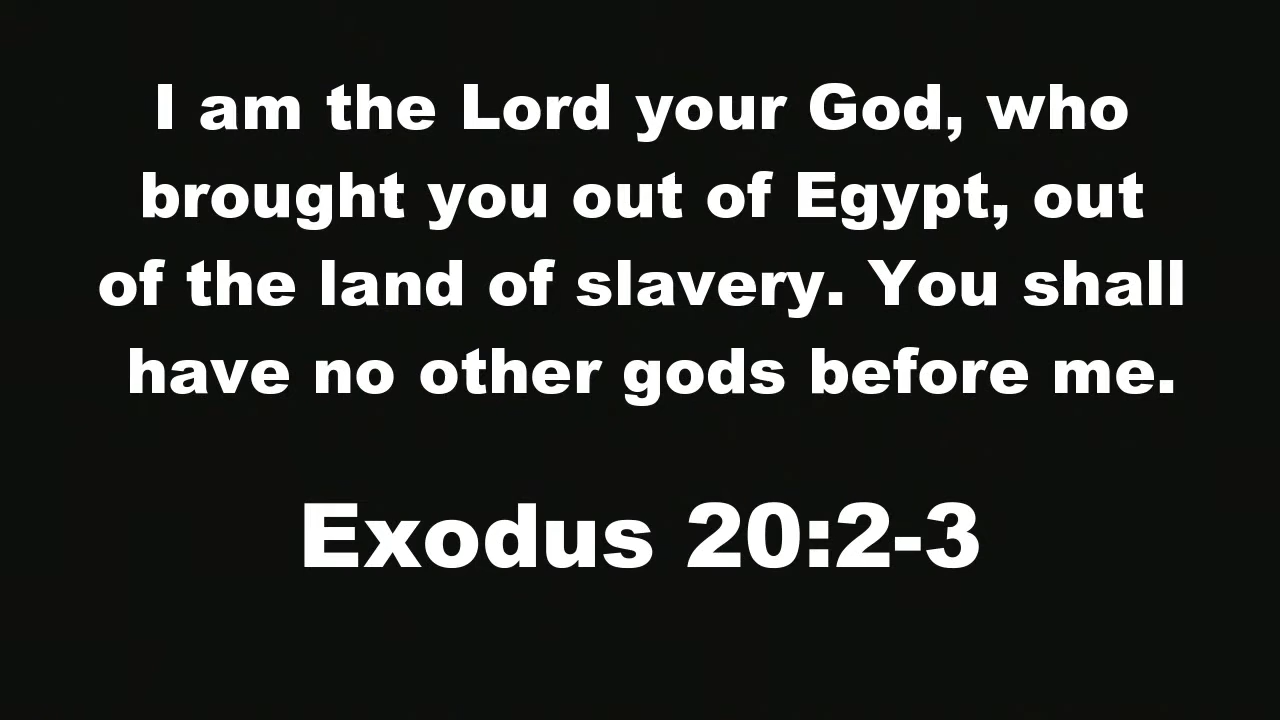 I am the Lord your God, who
brought you out of Egypt, out
of the land of slavery. You shall
have no other gods before me.
Exodus 20:2-3